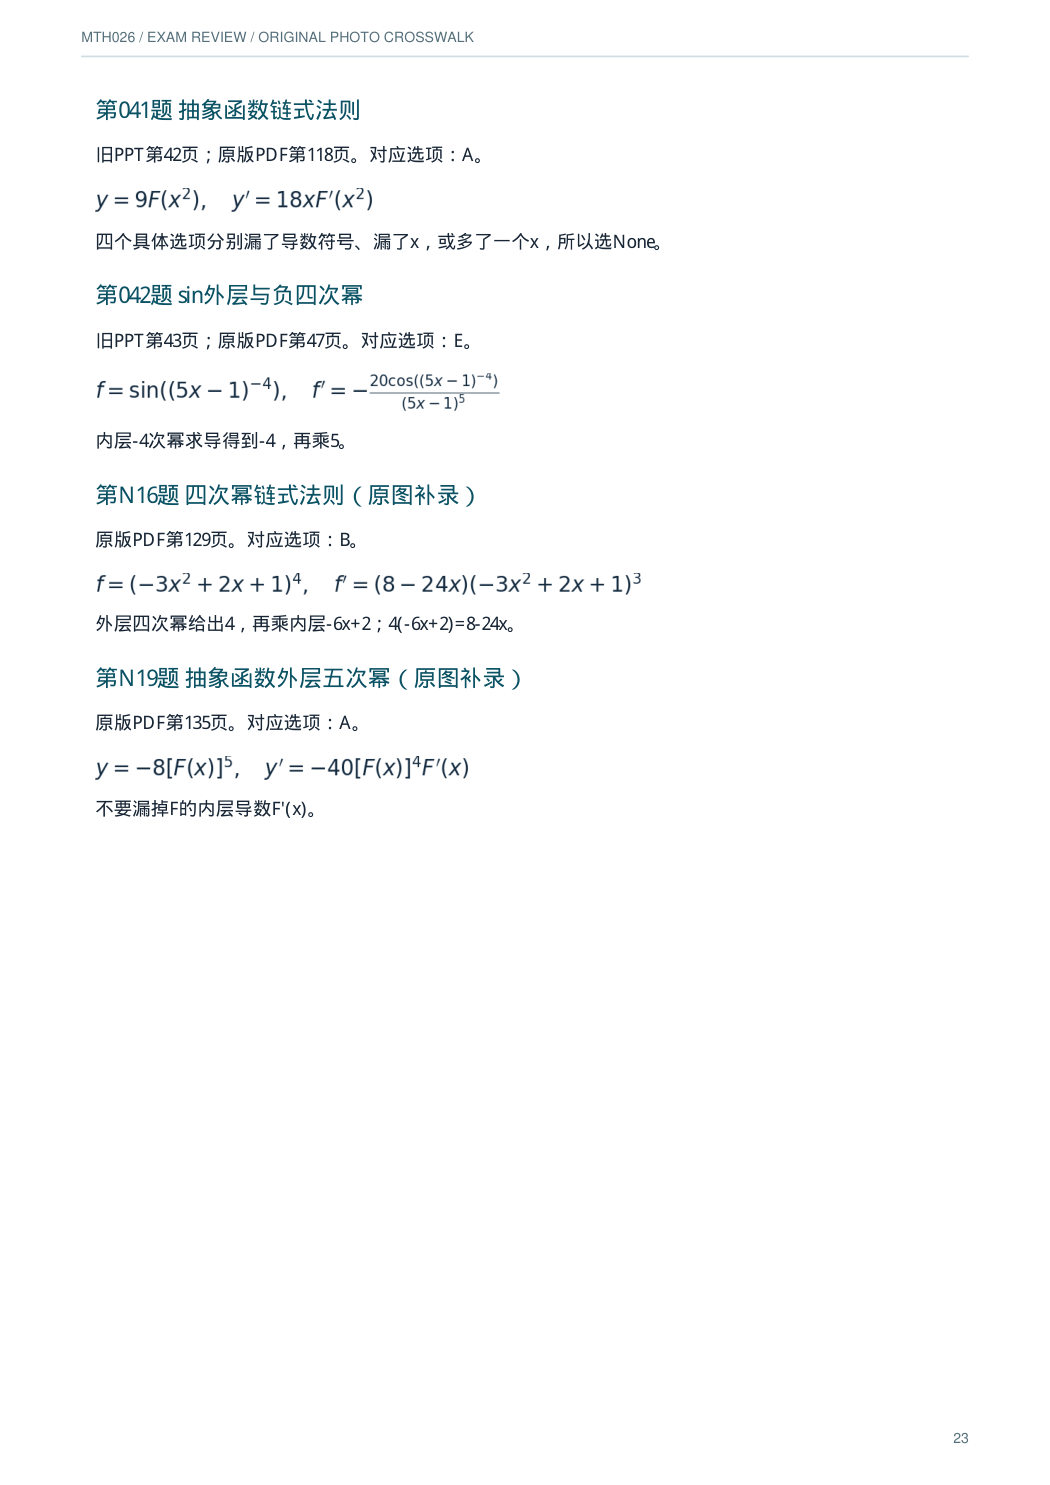 MTH026 / EXAM REVIEW / ORIGINAL PHOTO CROSSWALK
第041题 抽象函数链式法则
旧PPT第42页；原版PDF第118页。对应选项：A。
y = 9F(x²),  y′ = 18xF′(x²)
四个具体选项分别漏了导数符号、漏了x，或多了一个x，所以选None。
第042题 sin外层与负四次幂
旧PPT第43页；原版PDF第47页。对应选项：E。
f = sin((5x − 1)⁻⁴),  f′ = −20cos((5x − 1)⁻⁴)/(5x − 1)⁵
内层-4次幂求导得到-4，再乘5。
第N16题 四次幂链式法则（原图补录）
原版PDF第129页。对应选项：B。
f = (−3x² + 2x + 1)⁴,  f′ = (8 − 24x)(−3x² + 2x + 1)³
外层四次幂给出4，再乘内层-6x+2；4(-6x+2)=8-24x。
第N19题 抽象函数外层五次幂（原图补录）
原版PDF第135页。对应选项：A。
y = −8[F(x)]⁵,  y′ = −40[F(x)]⁴F′(x)
不要漏掉F的内层导数F'(x)。
23